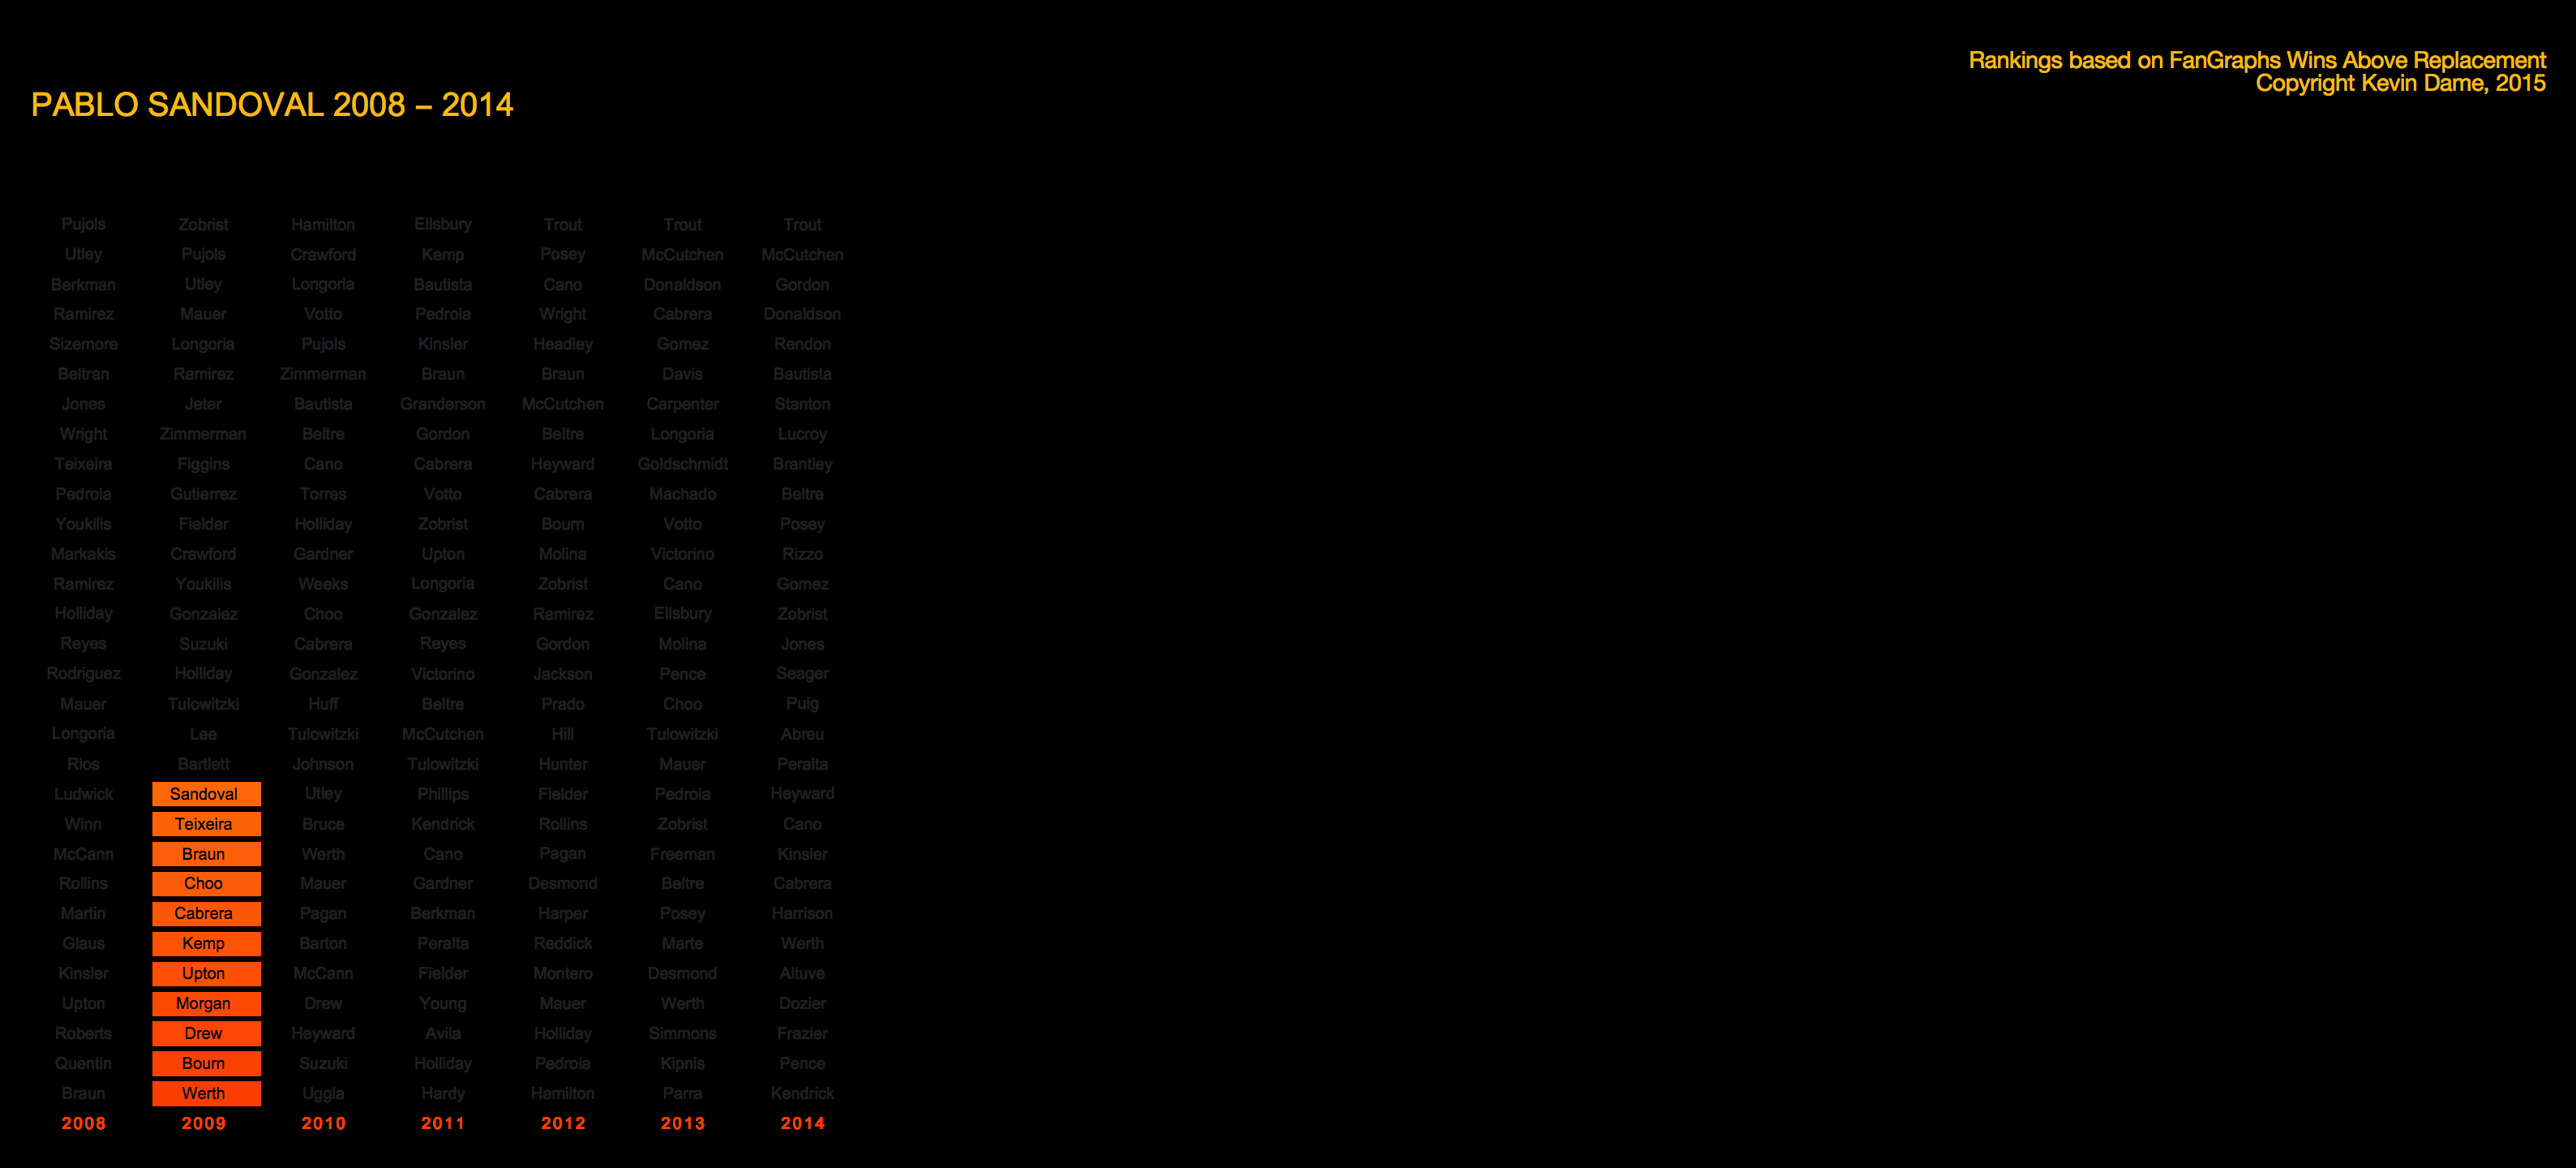 Rankings based on FanGraphs Wins Above Replacement
Copyright Kevin Dame, 2015
PABLO SANDOVAL 2008 – 2014
Pujols Zobrist Hamilton Ellsbury Trout Trout Trout
Utley Pujols Crawford Kemp Posey McCutchen McCutchen
Berkman Utley Longoria Bautista Cano Donaldson Gordon
Ramirez Mauer Votto Pedroia Wright Cabrera Donaldson
Sizemore Longoria Pujols Kinsler Headley Gomez Rendon
Beltran Ramirez Zimmerman Braun Braun Davis Bautista
Jones Jeter Bautista Granderson McCutchen Carpenter Stanton
Wright Zimmerman Beltre Gordon Beltre Longoria Lucroy
Teixeira Figgins Cano Cabrera Heyward Goldschmidt Brantley
Pedroia Gutierrez Torres Votto Cabrera Machado Beltre
Youkilis Fielder Holliday Zobrist Bourn Votto Posey
Markakis Crawford Gardner Upton Molina Victorino Rizzo
Ramirez Youkilis Weeks Longoria Zobrist Cano Gomez
Holliday Gonzalez Choo Gonzalez Ramirez Ellsbury Zobrist
Reyes Suzuki Cabrera Reyes Gordon Molina Jones
Rodriguez Holliday Gonzalez Victorino Jackson Pence Seager
Mauer Tulowitzki Huff Beltre Prado Choo Puig
Longoria Lee Tulowitzki McCutchen Hill Tulowitzki Abreu
Rios Bartlett Johnson Tulowitzki Hunter Mauer Peralta
Ludwick Sandoval Utley Phillips Fielder Pedroia Heyward
Winn Teixeira Bruce Kendrick Rollins Zobrist Cano
McCann Braun Werth Cano Pagan Freeman Kinsler
Rollins Choo Mauer Gardner Desmond Beltre Cabrera
Martin Cabrera Pagan Berkman Harper Posey Harrison
Glaus Kemp Barton Peralta Reddick Marte Werth
Kinsler Upton McCann Fielder Montero Desmond Altuve
Upton Morgan Drew Young Mauer Werth Dozier
Roberts Drew Heyward Avila Holliday Simmons Frazier
Quentin Bourn Suzuki Holliday Pedroia Kipnis Pence
Braun Werth Uggla Hardy Hamilton Parra Kendrick
2008 2009 2010 2011 2012 2013 2014